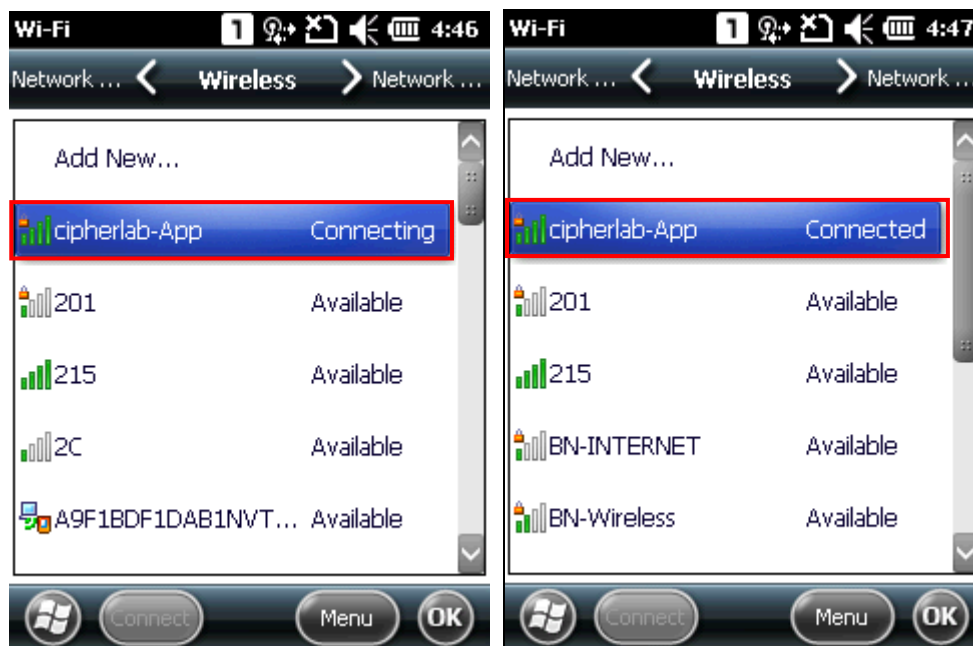 Wi-Fi 1 4:46
Network ... Wireless Network ...
Add New...
cipherlab-App Connecting
201 Available
215 Available
2C Available
A9F1BDF1DAB1NVT... Available
Connect Menu OK
Wi-Fi 1 4:47
Network ... Wireless Network ...
Add New...
cipherlab-App Connected
201 Available
215 Available
BN-INTERNET Available
BN-Wireless Available
Connect Menu OK